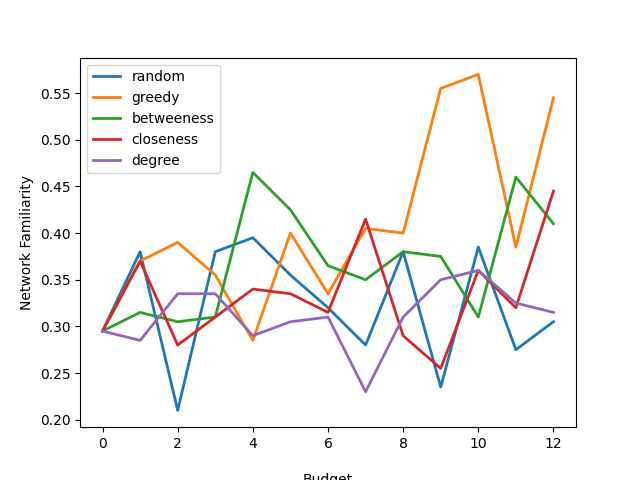 random
greedy
betweeness
closeness
degree
Network Familiarity
0.55
0.50
0.45
0.40
0.35
0.30
0.25
0.20
0 2 4 6 8 10 12
Budget